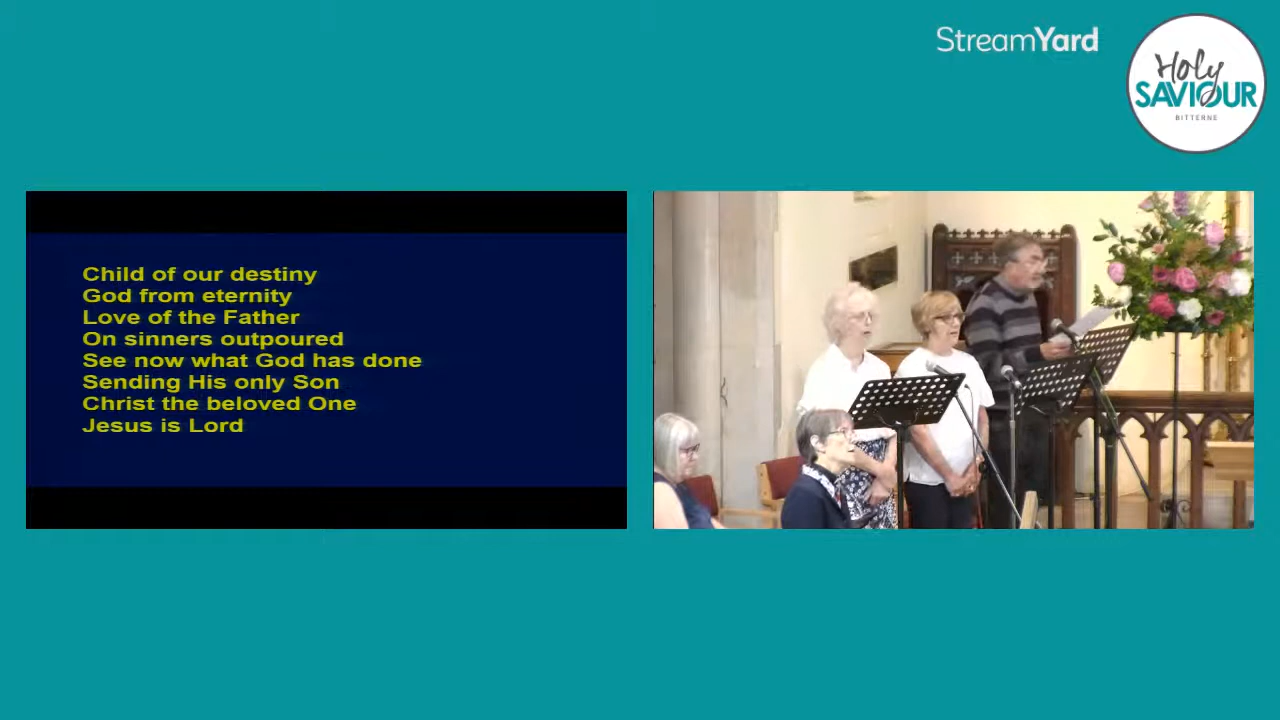 StreamYard
Holy
SAVIOUR
BITTERNE
Child of our destiny
God from eternity
Love of the Father
On sinners outpoured
See now what God has done
Sending His only Son
Christ the beloved One
Jesus is Lord